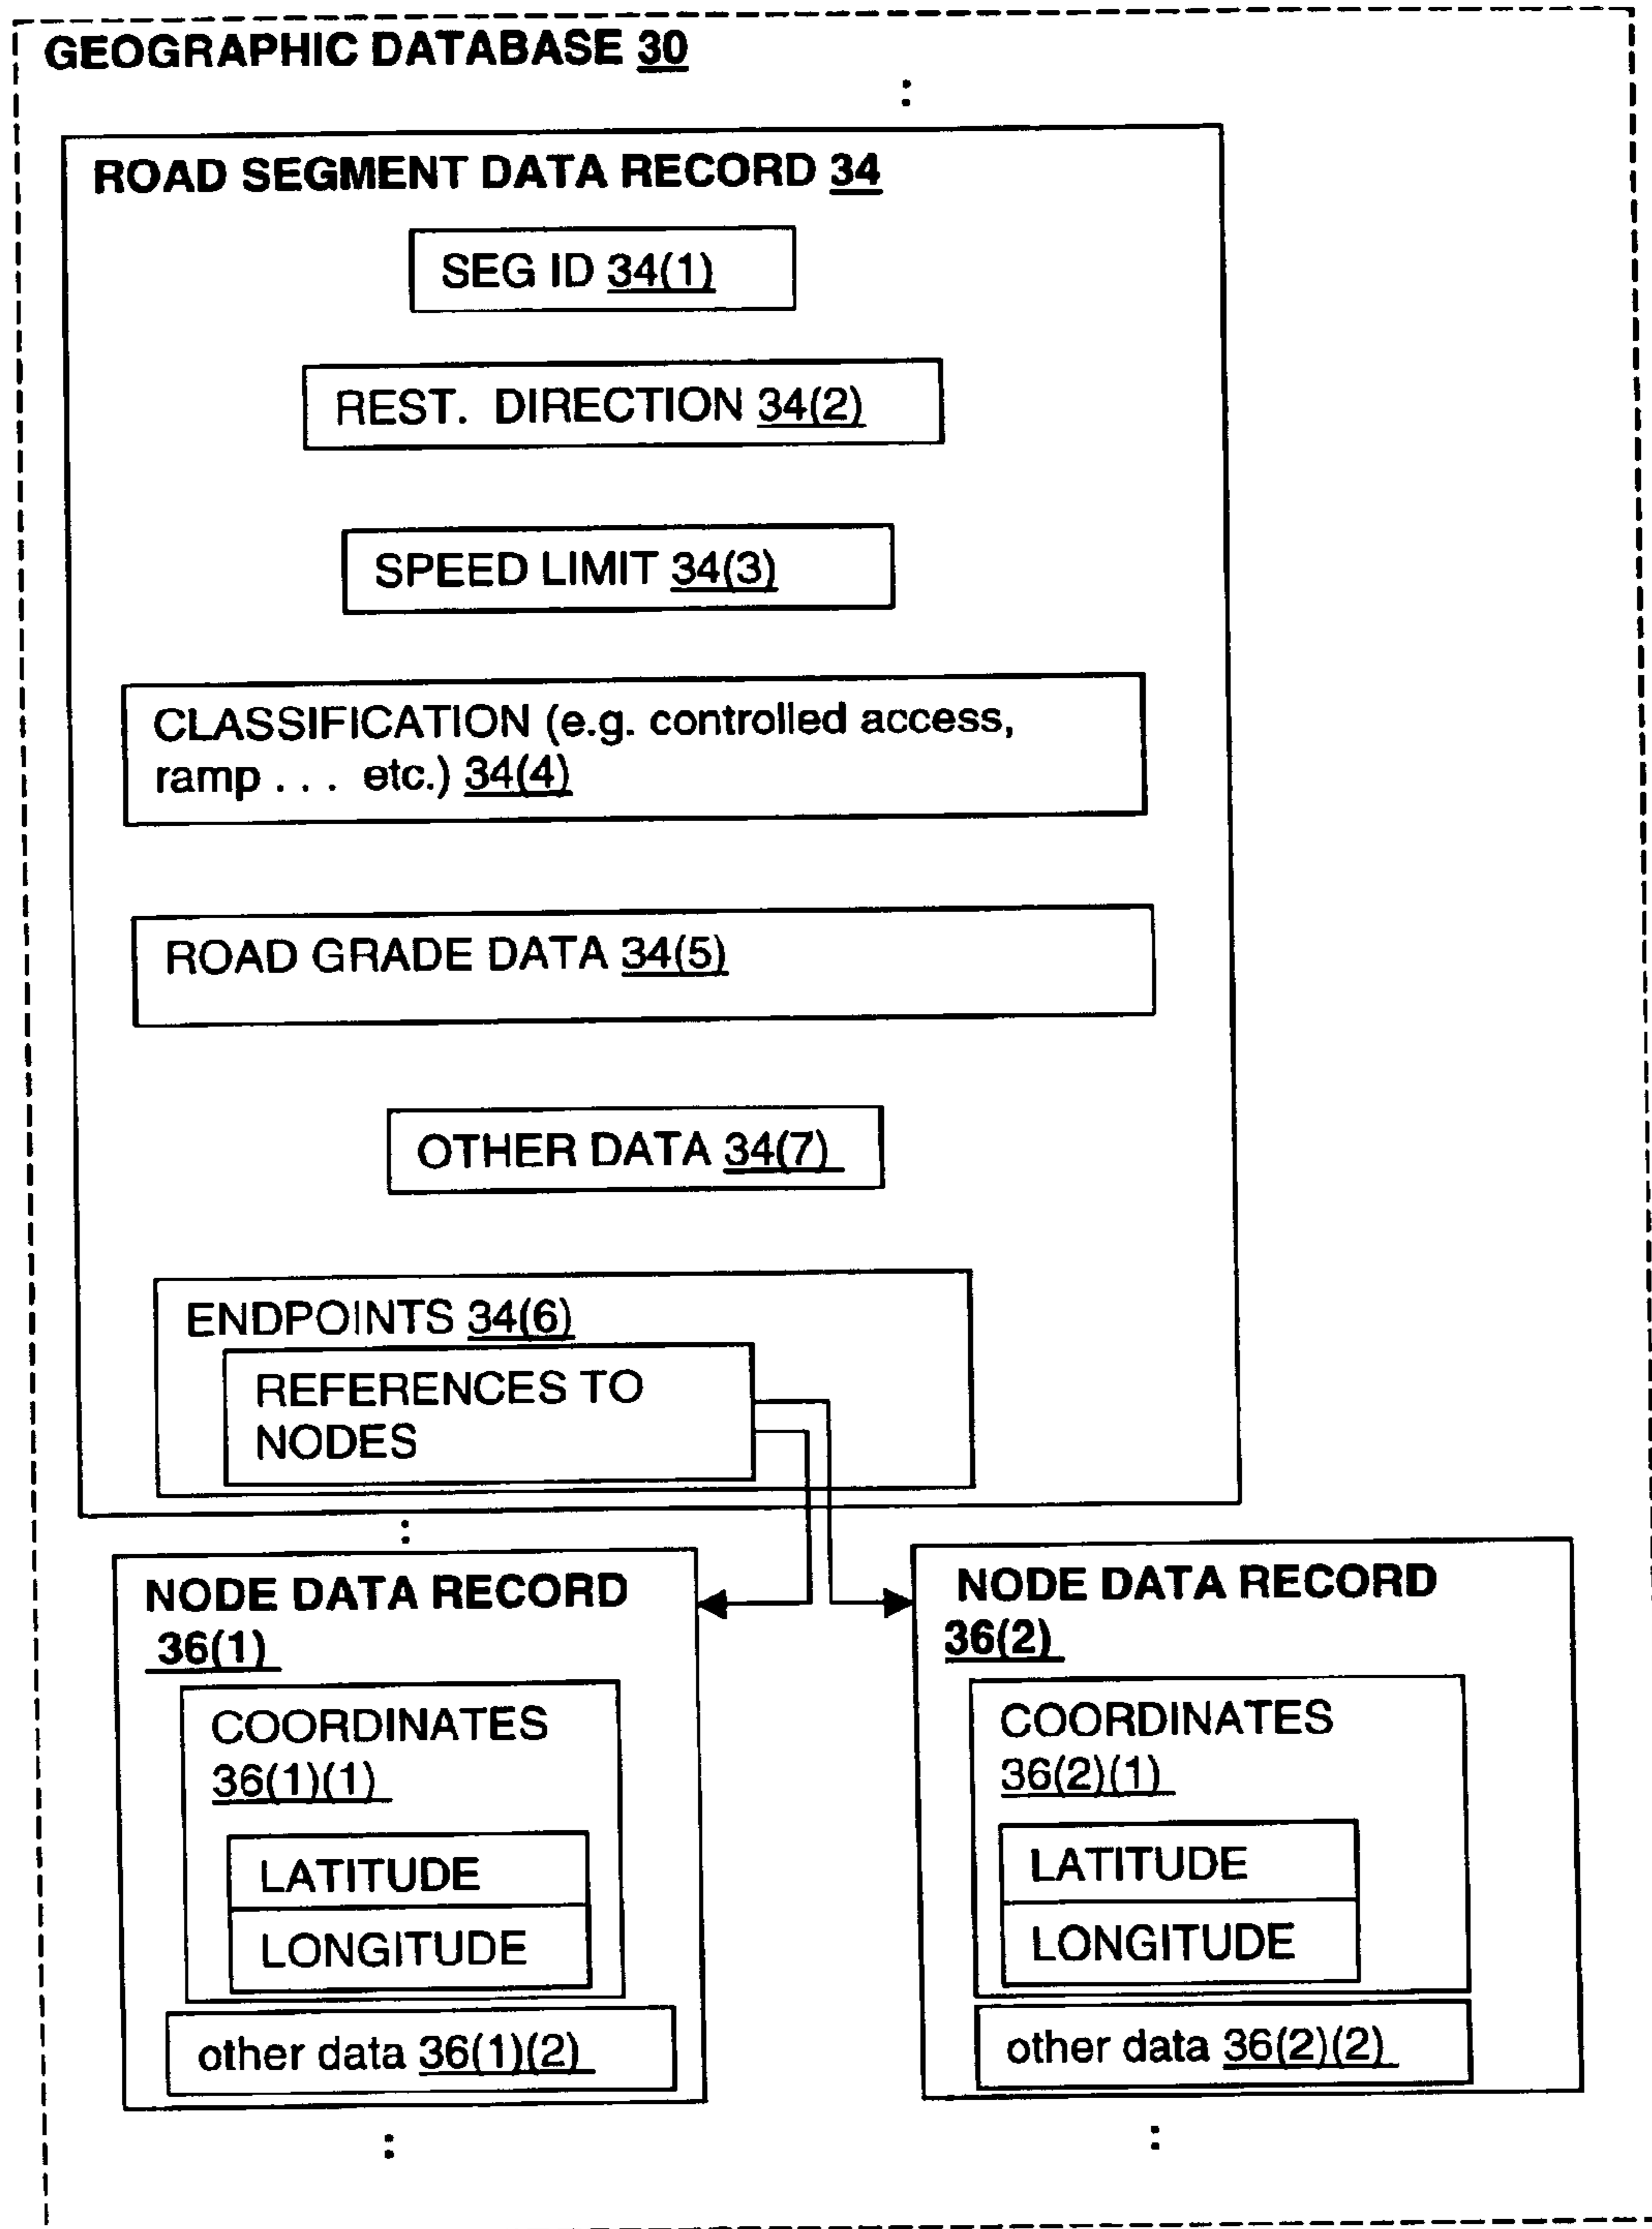 GEOGRAPHIC DATABASE 30
:
ROAD SEGMENT DATA RECORD 34
SEG ID 34(1)
REST. DIRECTION 34(2)
SPEED LIMIT 34(3)
CLASSIFICATION (e.g. controlled access,
ramp . . . etc.) 34(4)
ROAD GRADE DATA 34(5)
OTHER DATA 34(7)
ENDPOINTS 34(6)
REFERENCES TO
NODES
:
NODE DATA RECORD
36(1)
COORDINATES
36(1)(1)
LATITUDE
LONGITUDE
other data 36(1)(2)
:
NODE DATA RECORD
36(2)
COORDINATES
36(2)(1)
LATITUDE
LONGITUDE
other data 36(2)(2)
: